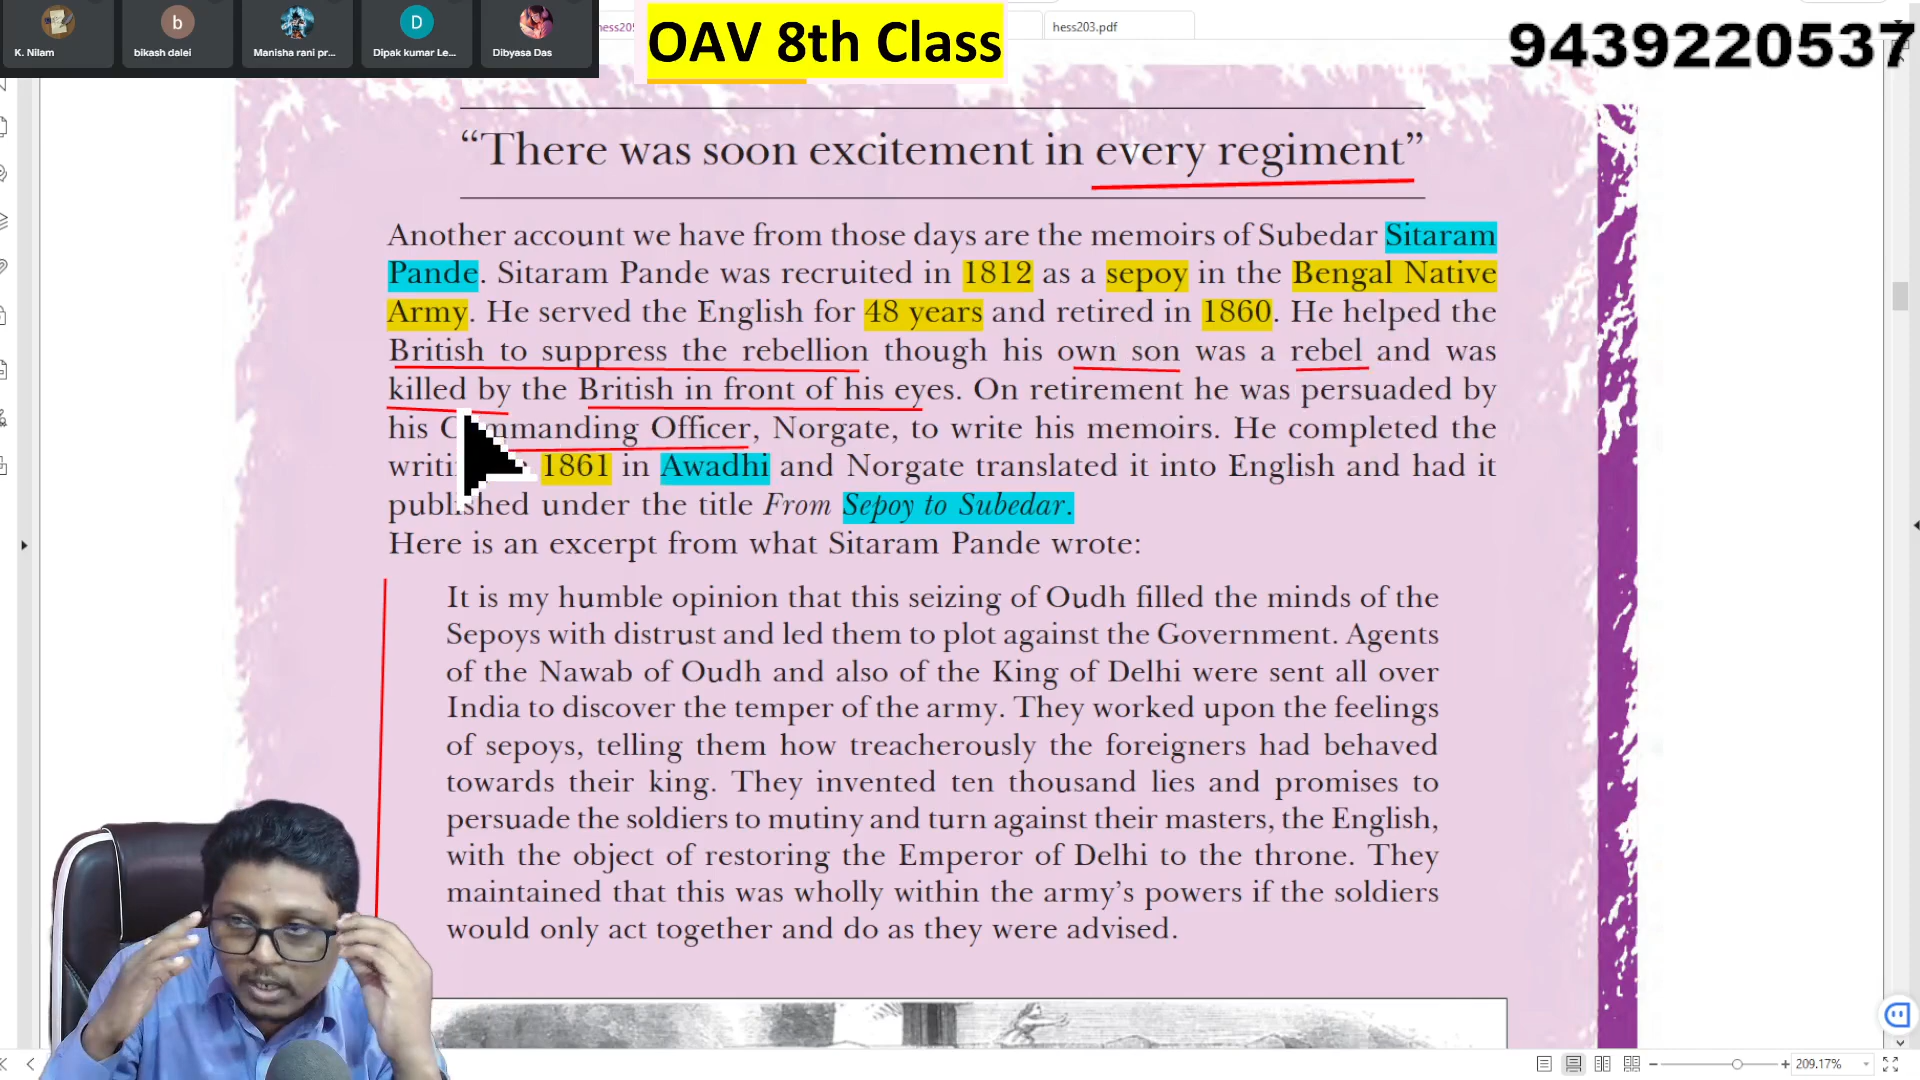 K. Nilam
bikash dalei
Manisha rani pr...
Dipak kumar Le...
Dibyasa Das
OAV 8th Class
hess203.pdf
9439220537
“There was soon excitement in every regiment”
Another account we have from those days are the memoirs of Subedar Sitaram
Pande. Sitaram Pande was recruited in 1812 as a sepoy in the Bengal Native
Army. He served the English for 48 years and retired in 1860. He helped the
British to suppress the rebellion though his own son was a rebel and was
killed by the British in front of his eyes. On retirement he was persuaded by
his Commanding Officer, Norgate, to write his memoirs. He completed the
1861 in Awadhi and Norgate translated it into English and had it
published under the title From Sepoy to Subedar.
Here is an excerpt from what Sitaram Pande wrote:
It is my humble opinion that this seizing of Oudh filled the minds of the
Sepoys with distrust and led them to plot against the Government. Agents
of the Nawab of Oudh and also of the King of Delhi were sent all over
India to discover the temper of the army. They worked upon the feelings
of sepoys, telling them how treacherously the foreigners had behaved
towards their king. They invented ten thousand lies and promises to
persuade the soldiers to mutiny and turn against their masters, the English,
with the object of restoring the Emperor of Delhi to the throne. They
maintained that this was wholly within the army’s powers if the soldiers
would only act together and do as they were advised.
209.17%